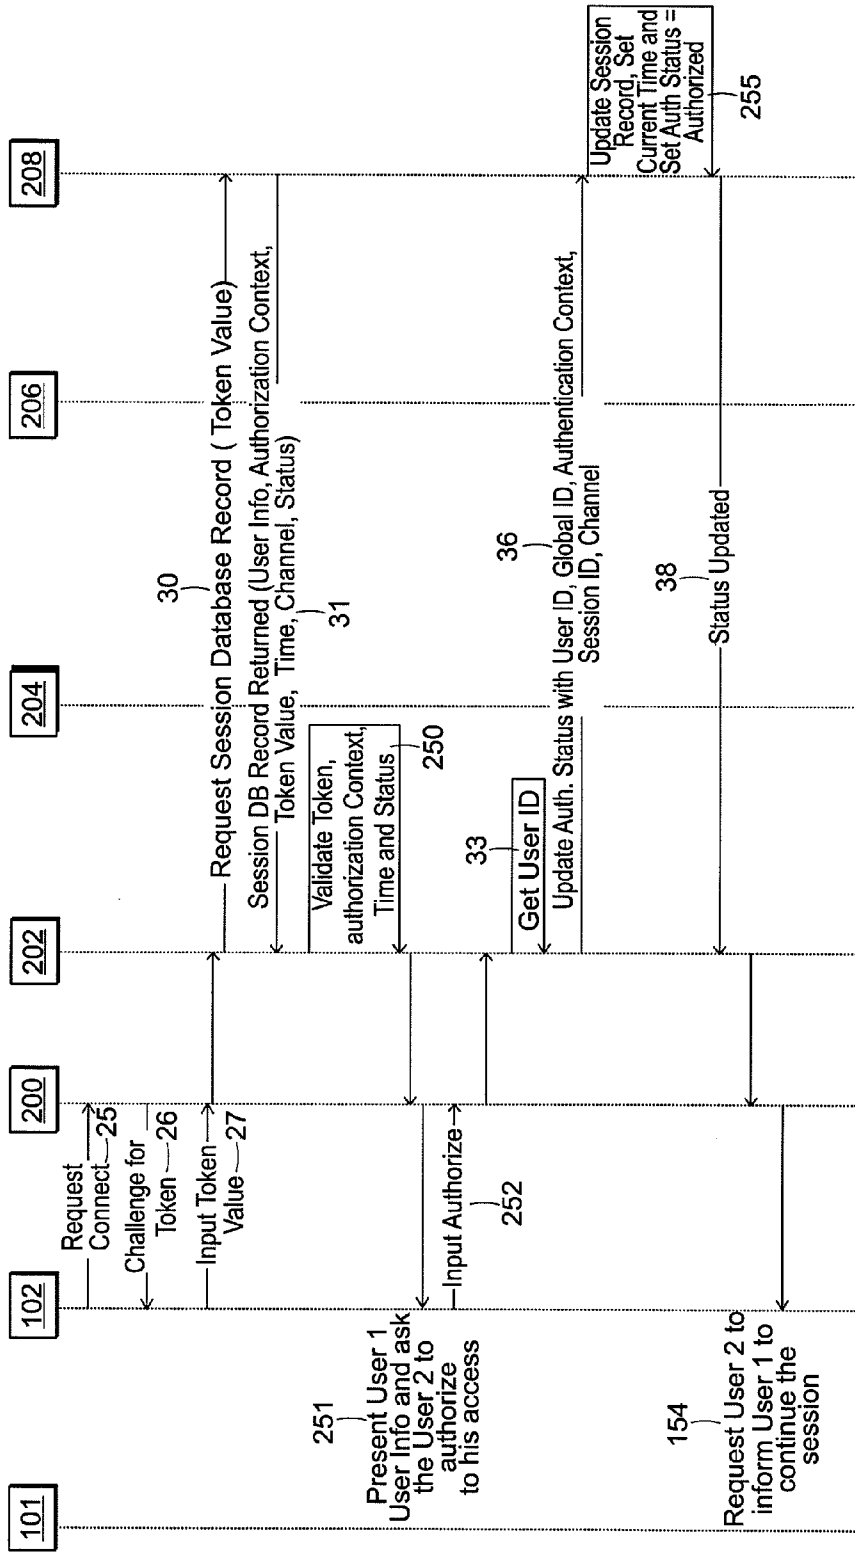 101
102
200
202
204
206
208
Request
Connect 25
Challenge for
Token 26
Input Token
Value 27
Request Session Database Record ( Token Value)
30
Session DB Record Returned (User Info, Authorization Context,
Token Value, Time, Channel, Status)
31
Validate Token,
authorization Context,
Time and Status
250
251
Present User 1
User Info and ask
the User 2 to
authorize
to his access
Input Authorize
252
33
Get User ID
36
Update Auth. Status with User ID, Global ID, Authentication Context,
Session ID, Channel
Update Session
Record, Set
Current Time and
Set Auth Status =
Authorized
255
38
Status Updated
154
Request User 2 to
inform User 1 to
continue the
session